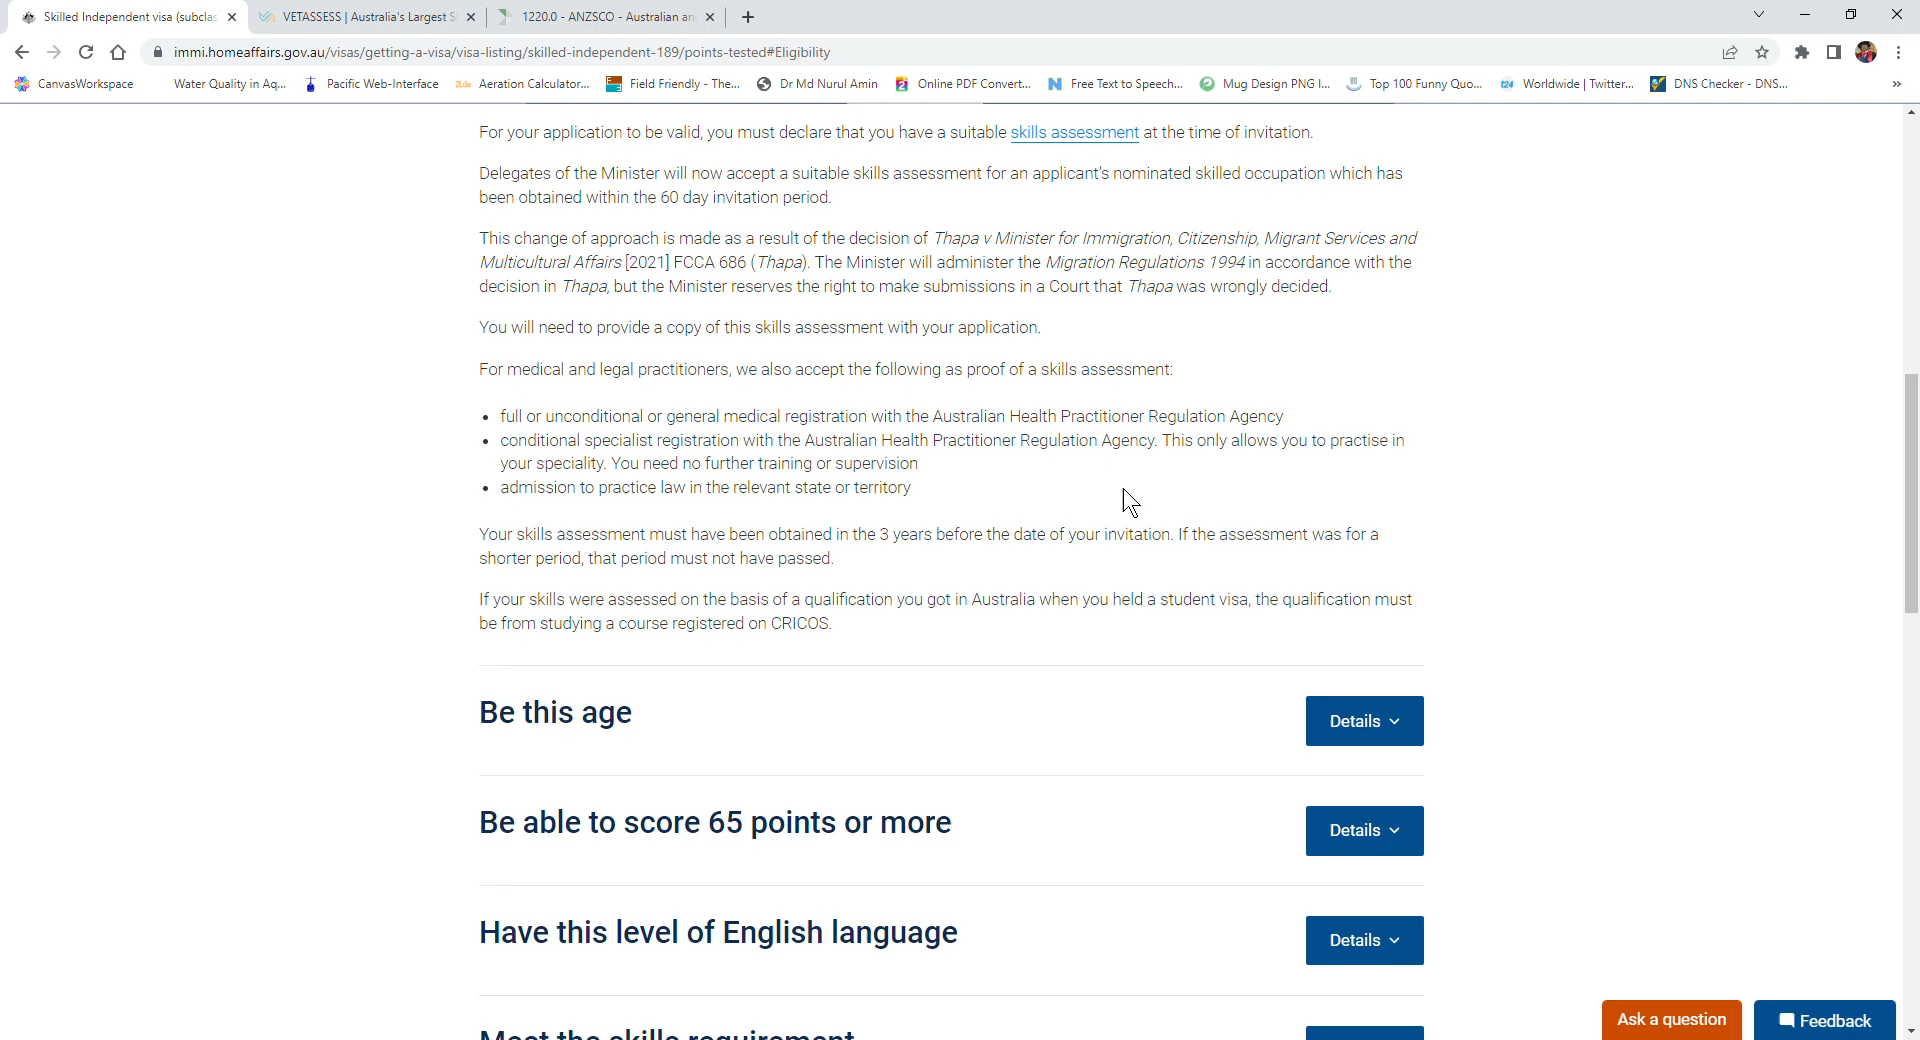 Skilled Independent visa (subclas
VETASSESS | Australia's Largest S
1220.0 - ANZSCO - Australian an
immi.homeaffairs.gov.au/visas/getting-a-visa/visa-listing/skilled-independent-189/points-tested#Eligibility
CanvasWorkspace
Water Quality in Aq...
Pacific Web-Interface
Aeration Calculator...
Field Friendly - The...
Dr Md Nurul Amin
Online PDF Convert...
Free Text to Speech...
Mug Design PNG I...
Top 100 Funny Quo...
t24 Worldwide | Twitter...
DNS Checker - DNS...
»
For your application to be valid, you must declare that you have a suitable skills assessment at the time of invitation.
Delegates of the Minister will now accept a suitable skills assessment for an applicant's nominated skilled occupation which has
been obtained within the 60 day invitation period.
This change of approach is made as a result of the decision of Thapa v Minister for Immigration, Citizenship, Migrant Services and
Multicultural Affairs [2021] FCCA 686 (Thapa). The Minister will administer the Migration Regulations 1994 in accordance with the
decision in Thapa, but the Minister reserves the right to make submissions in a Court that Thapa was wrongly decided.
You will need to provide a copy of this skills assessment with your application.
For medical and legal practitioners, we also accept the following as proof of a skills assessment:
• full or unconditional or general medical registration with the Australian Health Practitioner Regulation Agency
• conditional specialist registration with the Australian Health Practitioner Regulation Agency. This only allows you to practise in
your speciality. You need no further training or supervision
• admission to practice law in the relevant state or territory
Your skills assessment must have been obtained in the 3 years before the date of your invitation. If the assessment was for a
shorter period, that period must not have passed.
If your skills were assessed on the basis of a qualification you got in Australia when you held a student visa, the qualification must
be from studying a course registered on CRICOS.
Be this age
Details
Be able to score 65 points or more
Details
Have this level of English language
Details
Meet the skills requirement
Ask a question
Feedback